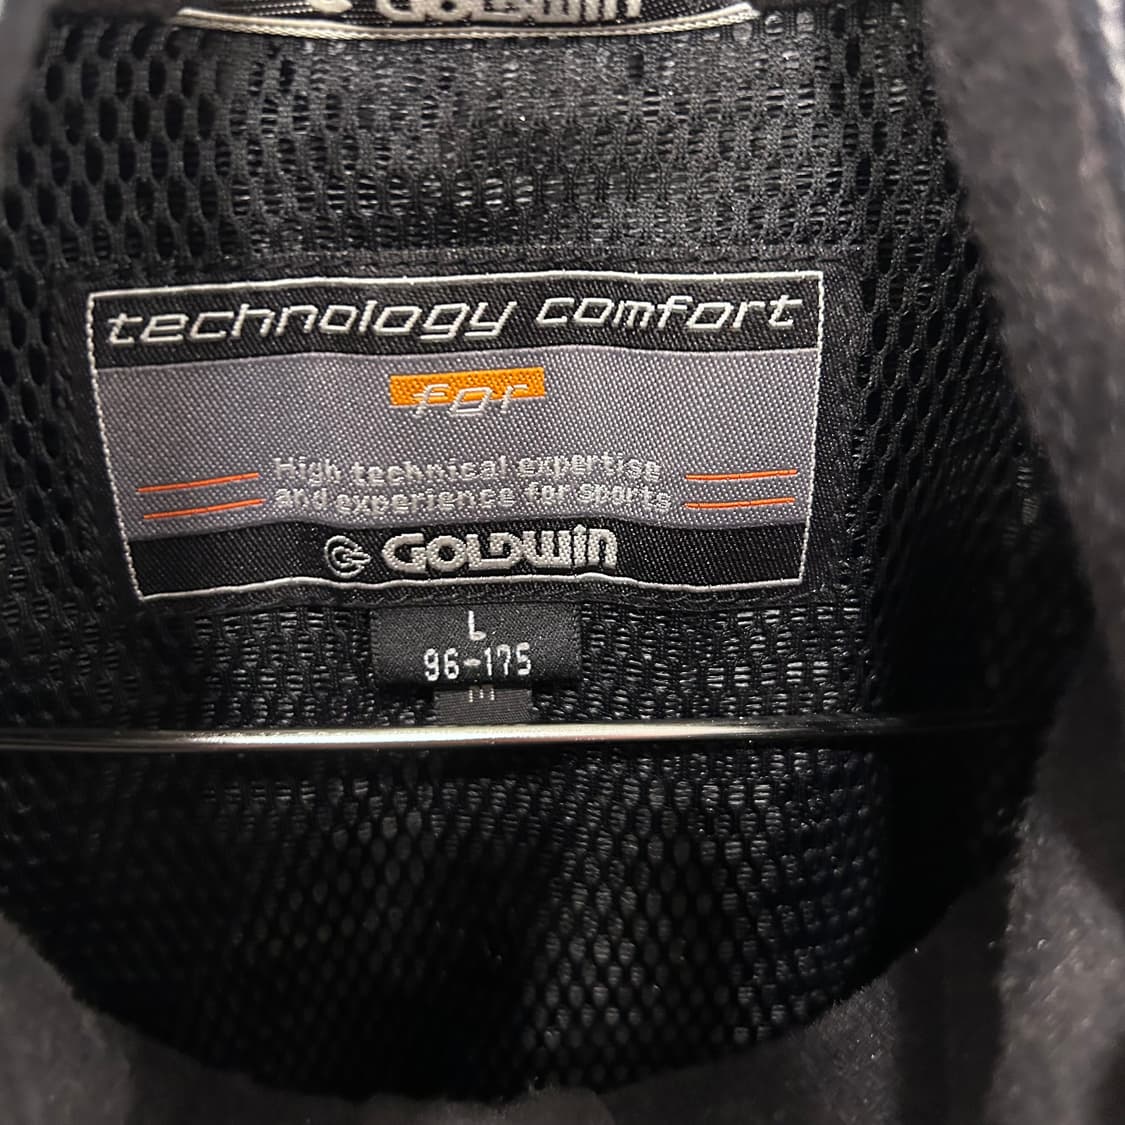 GOLDWIN
technology comfort
for
High technical expertise
and experience for sports
GOLDWIN
L
96-175